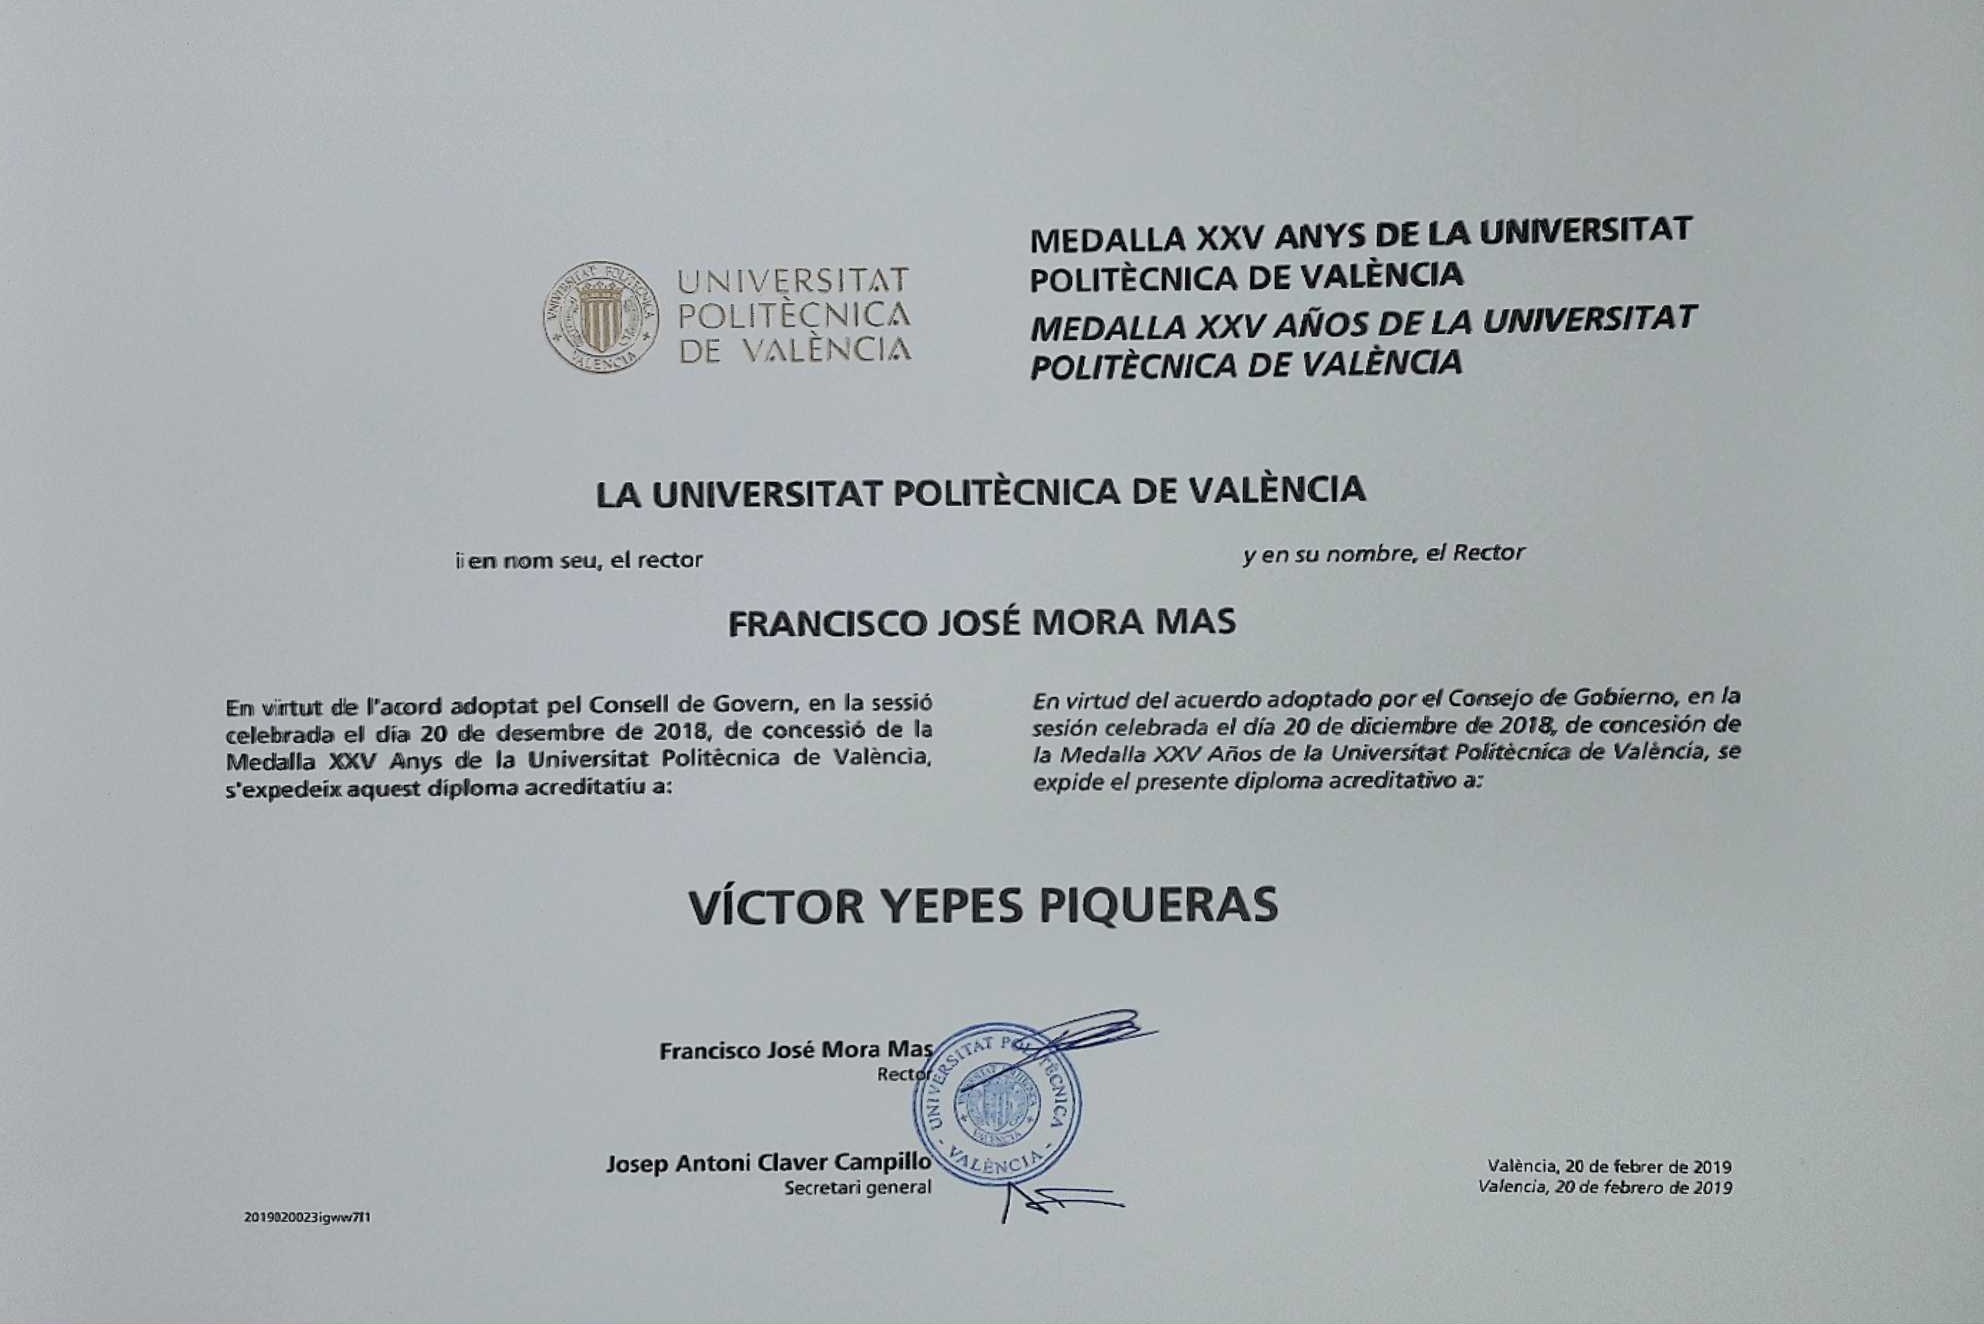 UNIVERSITAT
POLITÈCNICA
DE VALÈNCIA
MEDALLA XXV ANYS DE LA UNIVERSITAT
POLITÈCNICA DE VALÈNCIA
MEDALLA XXV AÑOS DE LA UNIVERSITAT
POLITÈCNICA DE VALÈNCIA
LA UNIVERSITAT POLITÈCNICA DE VALÈNCIA
i en nom seu, el rector
y en su nombre, el Rector
FRANCISCO JOSÉ MORA MAS
En virtut de l'acord adoptat pel Consell de Govern, en la sessió
celebrada el dia 20 de desembre de 2018, de concessió de la
Medalla XXV Anys de la Universitat Politècnica de València,
s'expedeix aquest diploma acreditatiu a:
En virtud del acuerdo adoptado por el Consejo de Gobierno, en la
sesión celebrada el día 20 de diciembre de 2018, de concesión de
la Medalla XXV Años de la Universitat Politècnica de València, se
expide el presente diploma acreditativo a:
VÍCTOR YEPES PIQUERAS
Francisco José Mora Mas
Rector
UNIVERSITAT POLITÈCNICA
- VALÈNCIA -
Josep Antoni Claver Campillo
Secretari general
València, 20 de febrer de 2019
Valencia, 20 de febrero de 2019